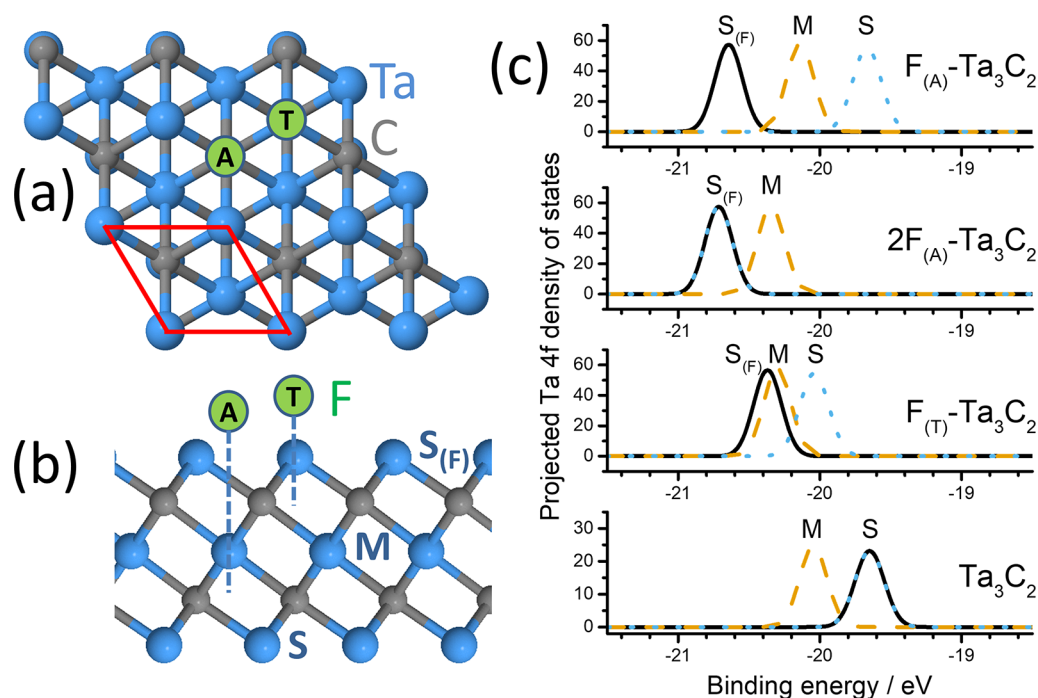 (a)
Ta
C
T
A
(b)
A
T
F
S(F)
M
S
(c)
Projected Ta 4f density of states
S(F) M S
F(A)-Ta3C2
60
40
20
0
-21 -20 -19
S(F) M
2F(A)-Ta3C2
60
40
20
0
-21 -20 -19
S(F) M S
F(T)-Ta3C2
60
40
20
0
-21 -20 -19
M S
Ta3C2
30
20
10
0
-21 -20 -19
Binding energy / eV